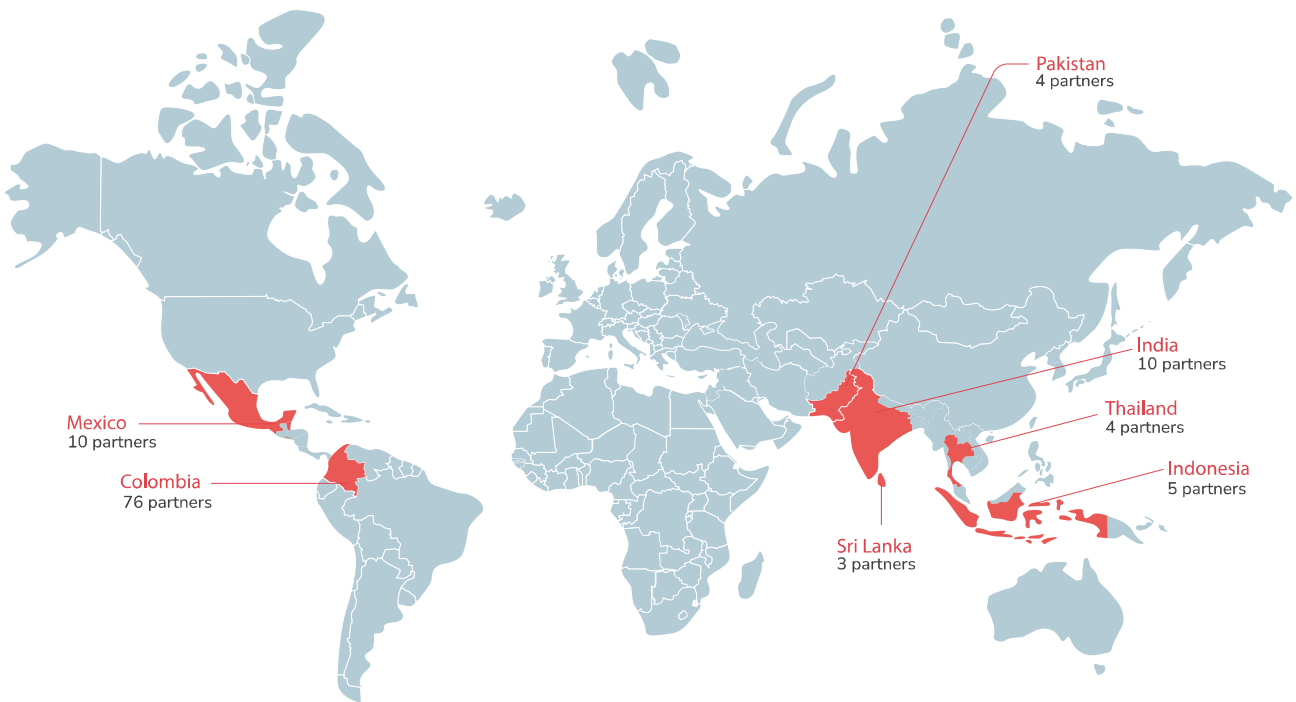 Pakistan
4 partners
India
10 partners
Thailand
4 partners
Mexico
10 partners
Indonesia
5 partners
Colombia
76 partners
Sri Lanka
3 partners